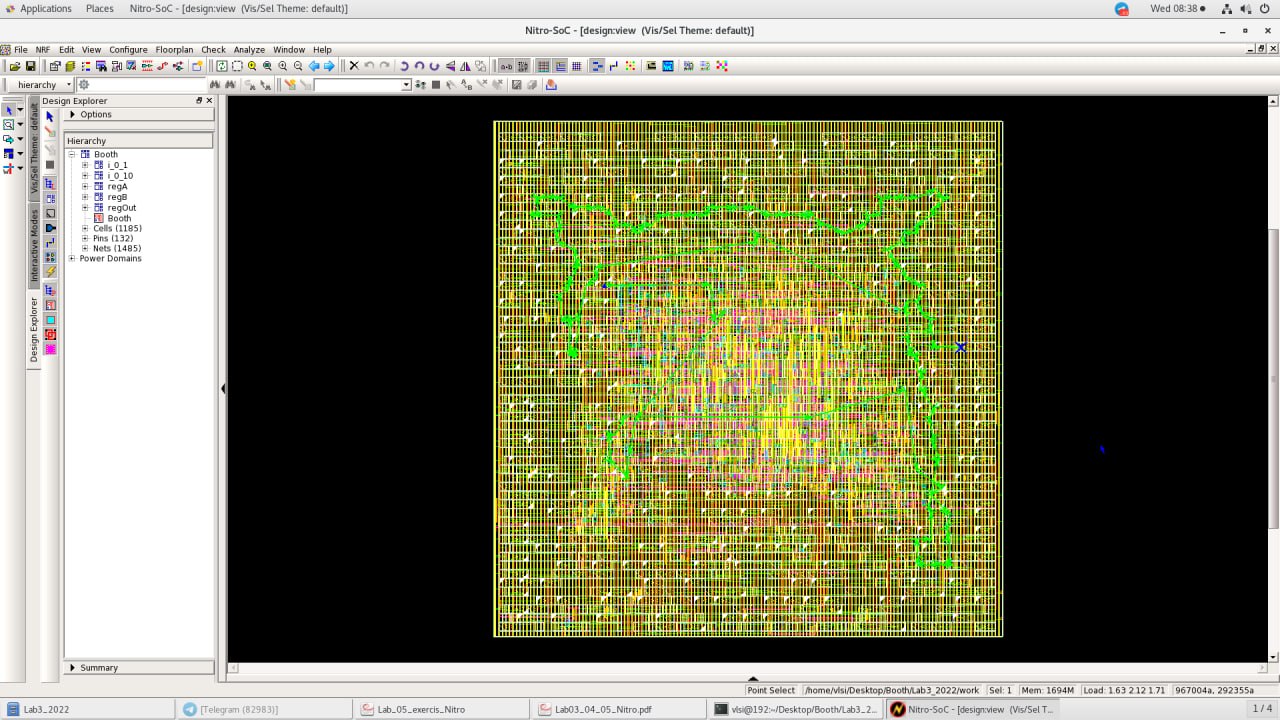 Applications Places Nitro-SoC - [design:view (Vis/Sel Theme: default)] Wed 08:38
Nitro-SoC - [design:view (Vis/Sel Theme: default)]
File NRF Edit View Configure Floorplan Check Analyze Window Help
hierarchy
Design Explorer
Options
Hierarchy
Booth
i_0_1
i_0_10
regA
regB
regOut
Booth
Cells (1185)
Pins (132)
Nets (1485)
Power Domains
Vis/Sel Theme: default
Interactive Modes
Design Explorer
Summary
Point Select /home/vlsi/Desktop/Booth/Lab3_2022/work Sel: 1 Mem: 1694M Load: 1.63 2.12 1.71 967004a, 292355a
Lab3_2022 [Telegram (82983)] Lab_05_exercis_Nitro Lab03_04_05_Nitro.pdf vlsi@192:~/Desktop/Booth/Lab3_2... Nitro-SoC - [design:view (Vis/Sel T... 1 / 4